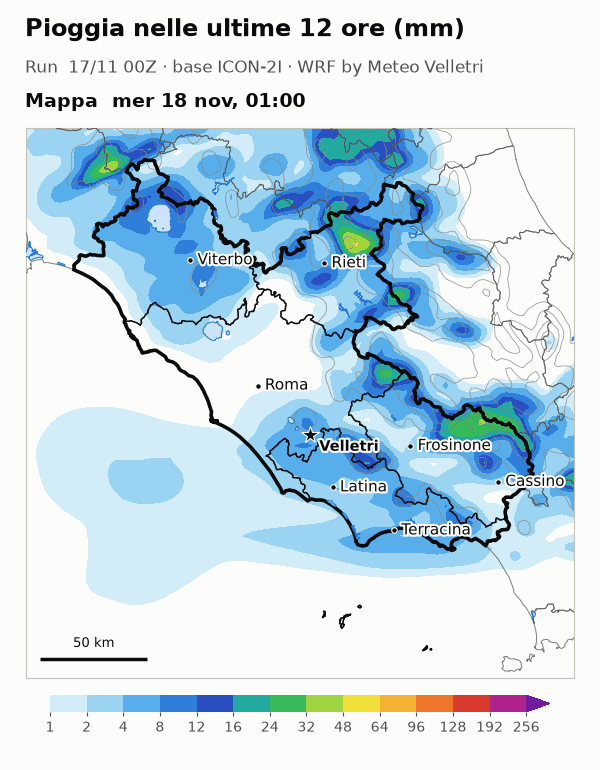 Pioggia nelle ultime 12 ore (mm)
Run  17/11 00Z · base ICON-2I · WRF by Meteo Velletri
Mappa  mer 18 nov, 01:00
Viterbo
Rieti
Roma
Velletri
Frosinone
Latina
Cassino
Terracina
50 km
1 2 4 8 12 16 24 32 48 64 96 128 192 256